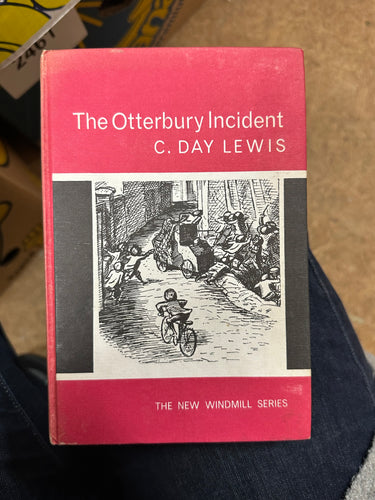 The Otterbury Incident
C. DAY LEWIS
THE NEW WINDMILL SERIES